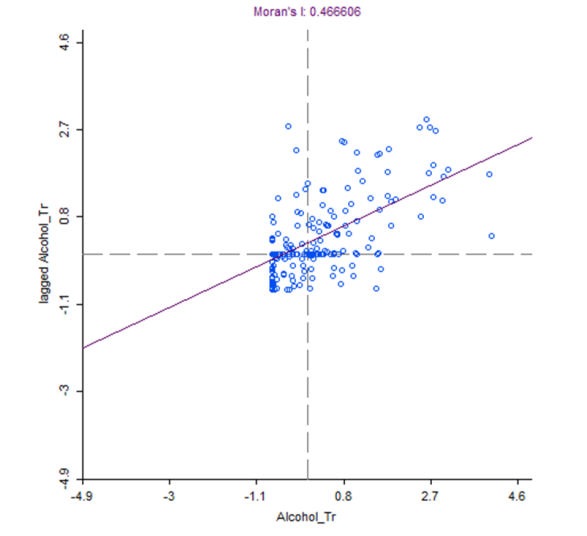 Moran's I: 0.466606
4.6
2.7
0.8
-1.1
-3
-4.9
lagged Alcohol_Tr
-4.9 -3 -1.1 0.8 2.7 4.6
Alcohol_Tr